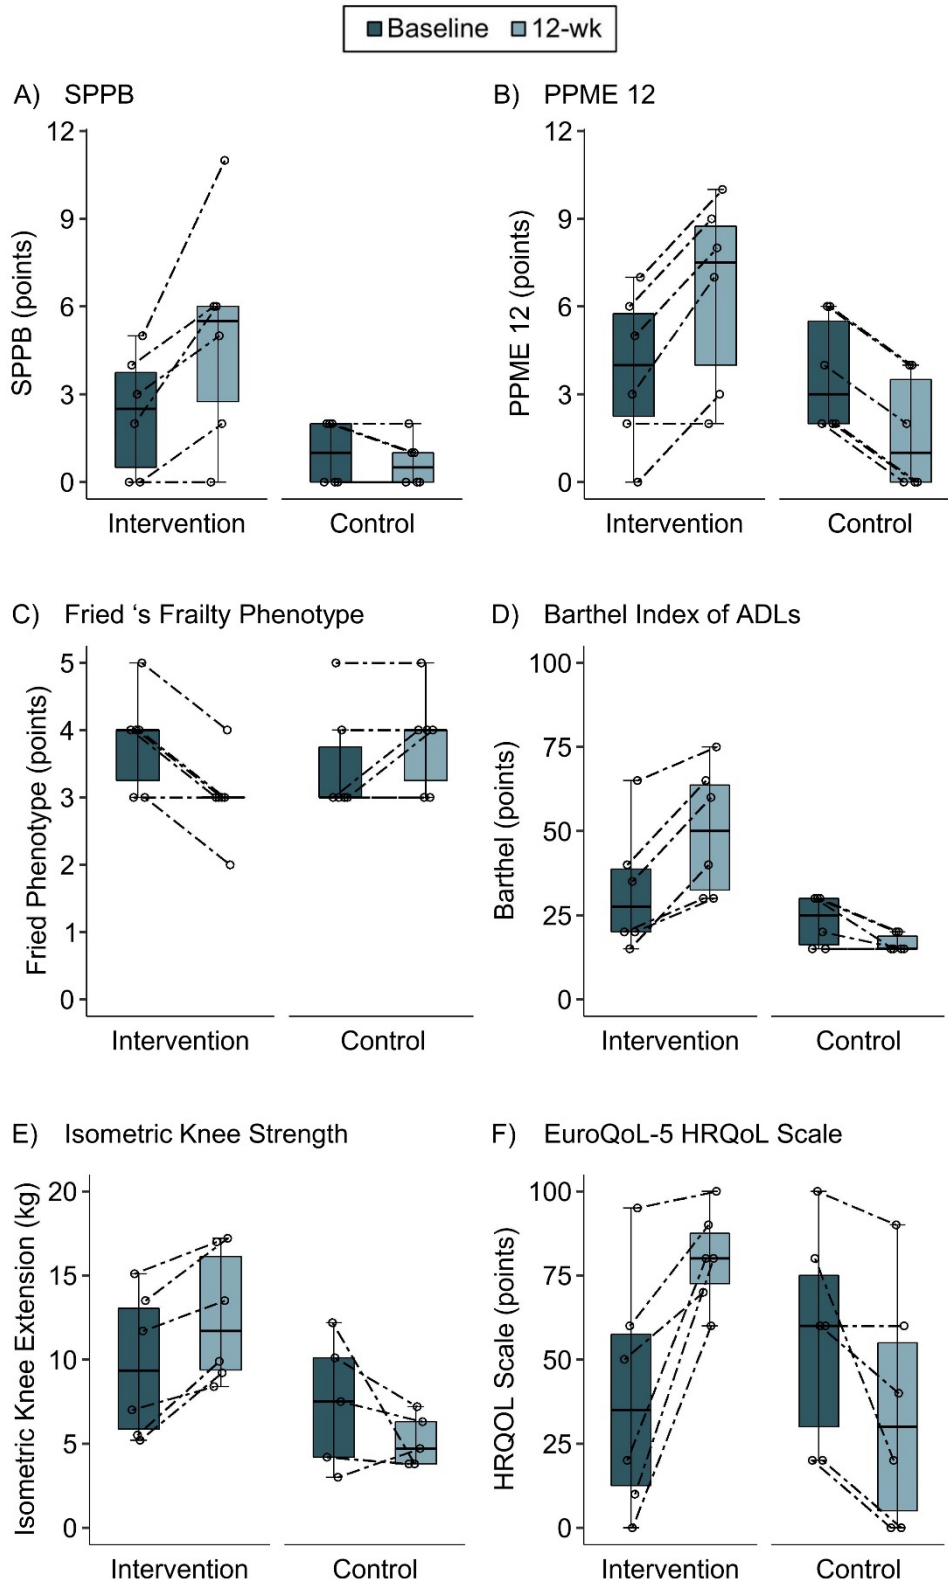 Baseline 12-wk
A) SPPB
B) PPME 12
SPPB (points)
12
9
6
3
0
Intervention Control
PPME 12 (points)
12
9
6
3
0
Intervention Control
C) Fried ‘s Frailty Phenotype
D) Barthel Index of ADLs
Fried Phenotype (points)
5
4
3
2
1
0
Intervention Control
Barthel (points)
100
75
50
25
0
Intervention Control
E) Isometric Knee Strength
F) EuroQoL-5 HRQoL Scale
Isometric Knee Extension (kg)
20
15
10
5
0
Intervention Control
HRQOL Scale (points)
100
75
50
25
0
Intervention Control